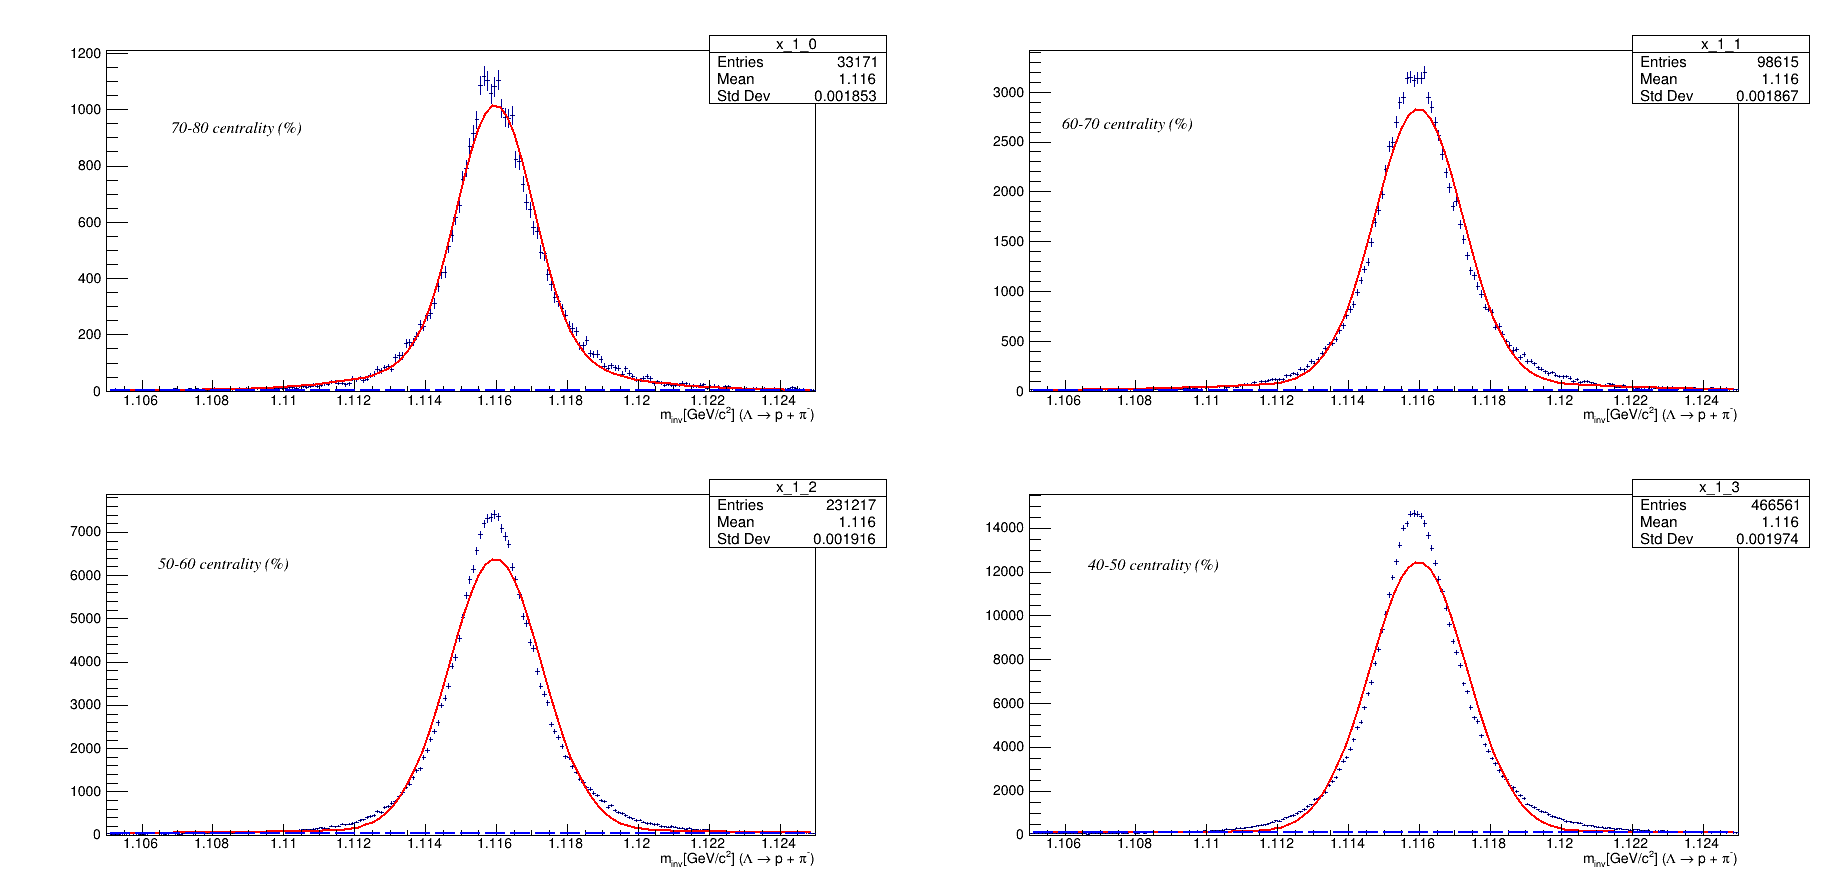 x_1_0
Entries 33171
Mean 1.116
Std Dev 0.001853
70-80 centrality (%)
1200
1000
800
600
400
200
0
1.106 1.108 1.11 1.112 1.114 1.116 1.118 1.12 1.122 1.124
m_inv[GeV/c²] (Λ → p + π⁻)
x_1_1
Entries 98615
Mean 1.116
Std Dev 0.001867
60-70 centrality (%)
3000
2500
2000
1500
1000
500
0
1.106 1.108 1.11 1.112 1.114 1.116 1.118 1.12 1.122 1.124
m_inv[GeV/c²] (Λ → p + π⁻)
x_1_2
Entries 231217
Mean 1.116
Std Dev 0.001916
50-60 centrality (%)
7000
6000
5000
4000
3000
2000
1000
0
1.106 1.108 1.11 1.112 1.114 1.116 1.118 1.12 1.122 1.124
m_inv[GeV/c²] (Λ → p + π⁻)
x_1_3
Entries 466561
Mean 1.116
Std Dev 0.001974
40-50 centrality (%)
14000
12000
10000
8000
6000
4000
2000
0
1.106 1.108 1.11 1.112 1.114 1.116 1.118 1.12 1.122 1.124
m_inv[GeV/c²] (Λ → p + π⁻)